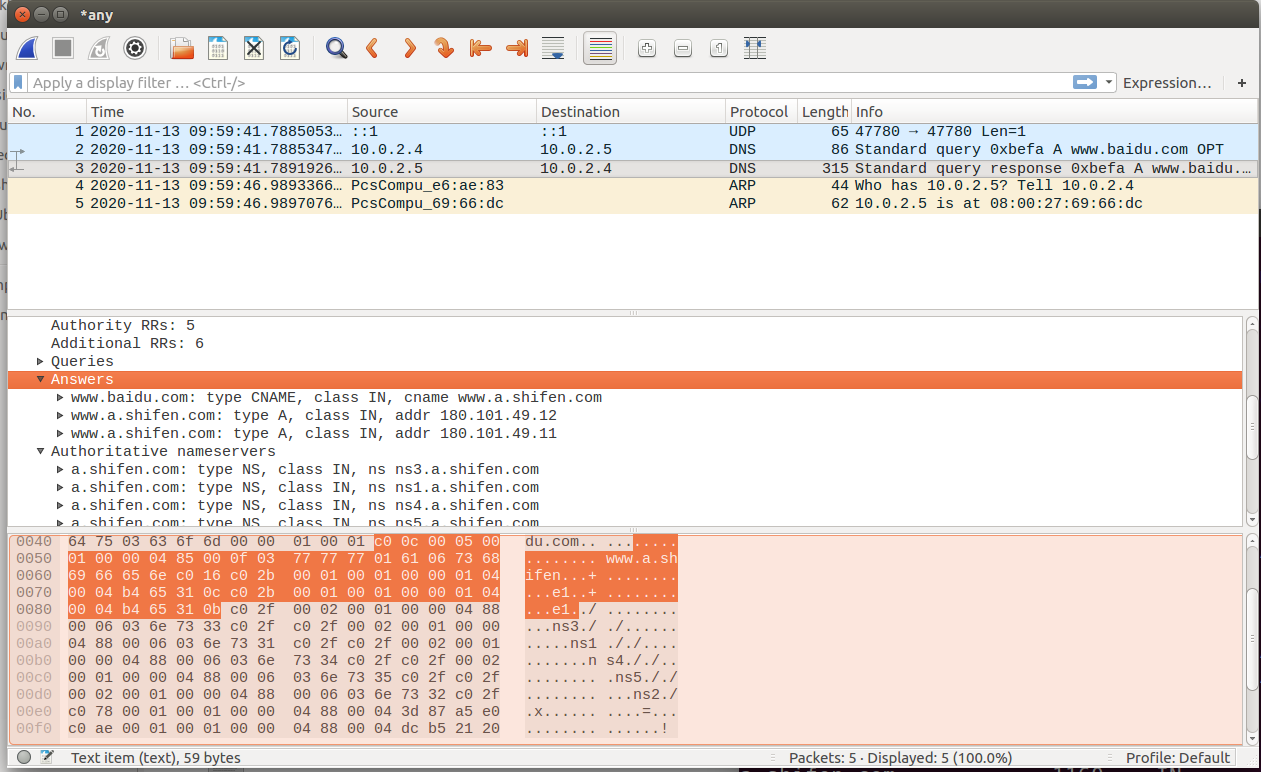 *any
Apply a display filter … <Ctrl-/> Expression… +
No. Time Source Destination Protocol Length Info
1 2020-11-13 09:59:41.7885053… ::1 ::1 UDP 65 47780 → 47780 Len=1
2 2020-11-13 09:59:41.7885347… 10.0.2.4 10.0.2.5 DNS 86 Standard query 0xbefa A www.baidu.com OPT
3 2020-11-13 09:59:41.7891926… 10.0.2.5 10.0.2.4 DNS 315 Standard query response 0xbefa A www.baidu.…
4 2020-11-13 09:59:46.9893366… PcsCompu_e6:ae:83 ARP 44 Who has 10.0.2.5? Tell 10.0.2.4
5 2020-11-13 09:59:46.9897076… PcsCompu_69:66:dc ARP 62 10.0.2.5 is at 08:00:27:69:66:dc
Authority RRs: 5
Additional RRs: 6
Queries
Answers
www.baidu.com: type CNAME, class IN, cname www.a.shifen.com
www.a.shifen.com: type A, class IN, addr 180.101.49.12
www.a.shifen.com: type A, class IN, addr 180.101.49.11
Authoritative nameservers
a.shifen.com: type NS, class IN, ns ns3.a.shifen.com
a.shifen.com: type NS, class IN, ns ns1.a.shifen.com
a.shifen.com: type NS, class IN, ns ns4.a.shifen.com
a.shifen.com: type NS, class IN, ns ns5.a.shifen.com
0040 64 75 03 63 6f 6d 00 00 01 00 01 c0 0c 00 05 00 du.com.. ........
0050 01 00 00 04 85 00 0f 03 77 77 77 01 61 06 73 68 ........ www.a.sh
0060 69 66 65 6e c0 16 c0 2b 00 01 00 01 00 00 01 04 ifen...+ ........
0070 00 04 b4 65 31 0c c0 2b 00 01 00 01 00 00 01 04 ...e1..+ ........
0080 00 04 b4 65 31 0b c0 2f 00 02 00 01 00 00 04 88 ...e1../ ........
0090 00 06 03 6e 73 33 c0 2f c0 2f 00 02 00 01 00 00 ...ns3./ ./......
00a0 04 88 00 06 03 6e 73 31 c0 2f c0 2f 00 02 00 01 .....ns1 ././....
00b0 00 00 04 88 00 06 03 6e 73 34 c0 2f c0 2f 00 02 .......n s4././..
00c0 00 01 00 00 04 88 00 06 03 6e 73 35 c0 2f c0 2f ........ .ns5././
00d0 00 02 00 01 00 00 04 88 00 06 03 6e 73 32 c0 2f ........ ...ns2./
00e0 c0 78 00 01 00 01 00 00 04 88 00 04 3d 87 a5 e0 .x...... ....=...
00f0 c0 ae 00 01 00 01 00 00 04 88 00 04 dc b5 21 20 ........ ......!
Text item (text), 59 bytes Packets: 5 · Displayed: 5 (100.0%) Profile: Default